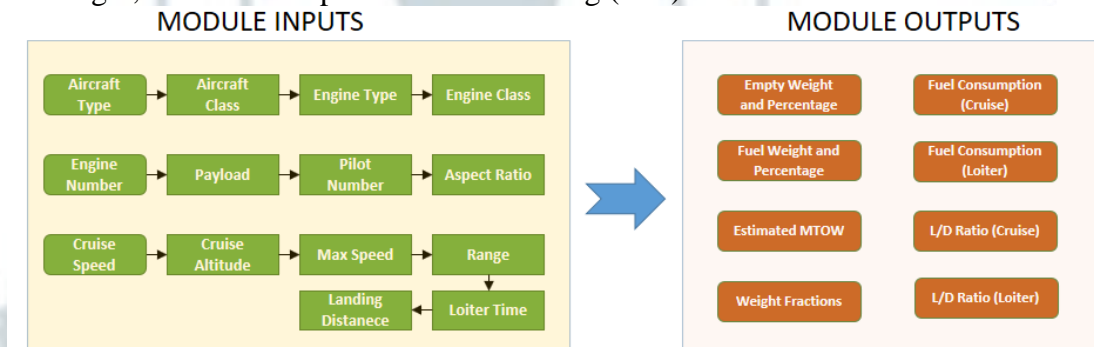 MODULE INPUTS
MODULE OUTPUTS
Aircraft
Type
Aircraft
Class
Engine Type
Engine Class
Engine
Number
Payload
Pilot
Number
Aspect Ratio
Cruise
Speed
Cruise
Altitude
Max Speed
Range
Landing
Distanece
Loiter Time
Empty Weight
and Percentage
Fuel Consumption
(Cruise)
Fuel Weight and
Percentage
Fuel Consumption
(Loiter)
Estimated MTOW
L/D Ratio (Cruise)
Weight Fractions
L/D Ratio (Loiter)